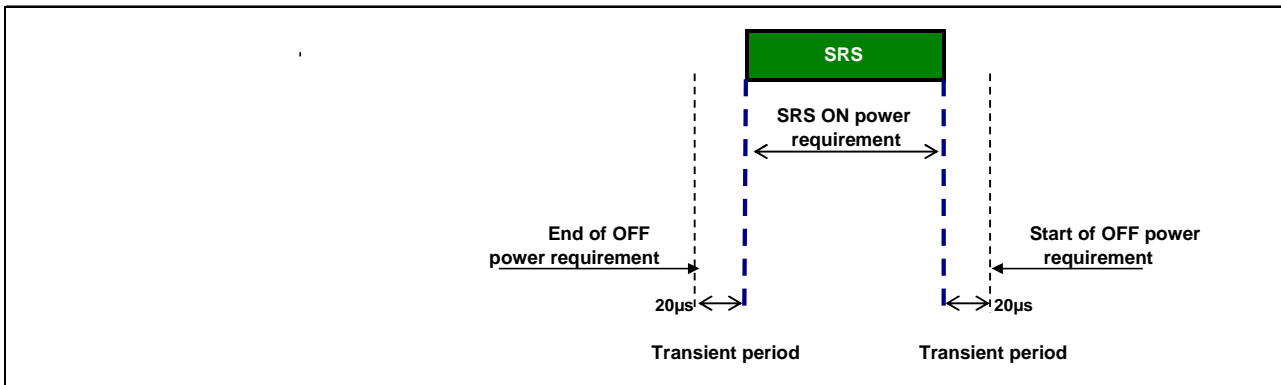 SRS
SRS ON power
requirement
End of OFF
power requirement
Start of OFF power
requirement
20µs
20µs
Transient period
Transient period